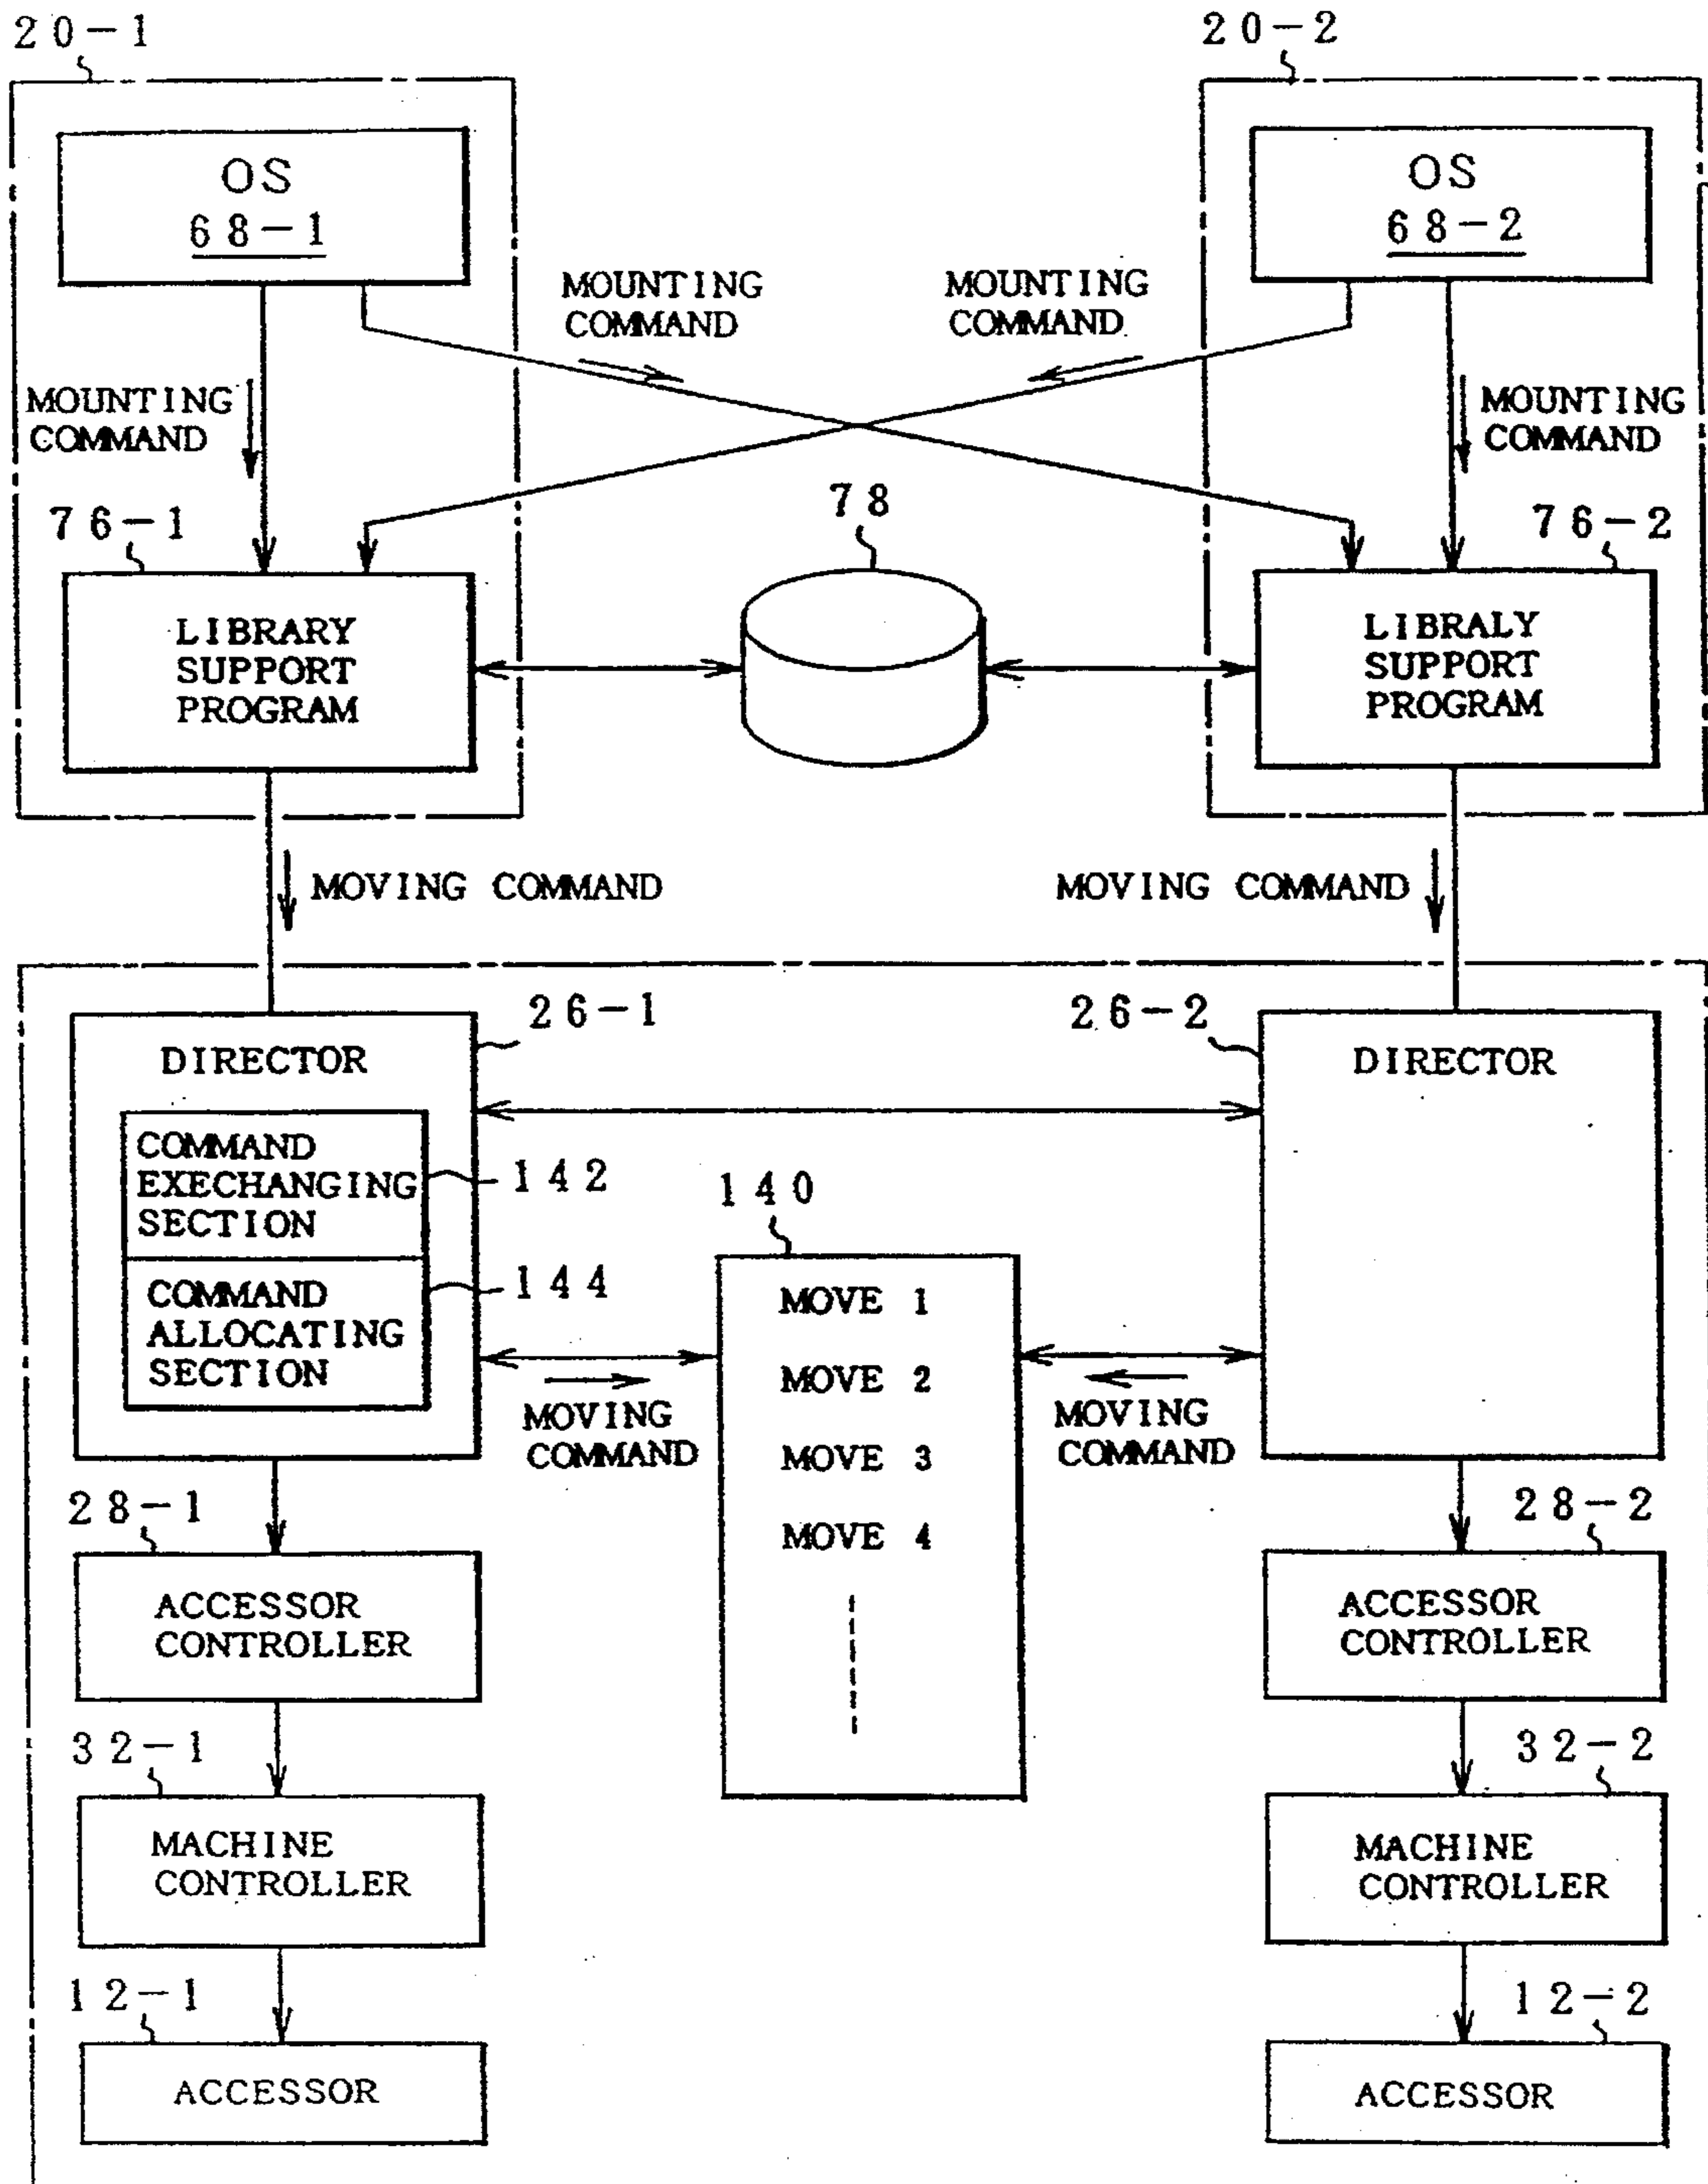 20-1
20-2
OS
68-1
OS
68-2
MOUNTING
COMMAND
MOUNTING
COMMAND
MOUNTING
COMMAND
MOUNTING
COMMAND
76-1
78
76-2
LIBRARY
SUPPORT
PROGRAM
LIBRALY
SUPPORT
PROGRAM
MOVING COMMAND
MOVING COMMAND
26-1
26-2
DIRECTOR
DIRECTOR
COMMAND
EXECHANGING
SECTION
142
COMMAND
ALLOCATING
SECTION
144
140
MOVE 1
MOVE 2
MOVE 3
MOVE 4
MOVING
COMMAND
MOVING
COMMAND
28-1
28-2
ACCESSOR
CONTROLLER
ACCESSOR
CONTROLLER
32-1
32-2
MACHINE
CONTROLLER
MACHINE
CONTROLLER
12-1
12-2
ACCESSOR
ACCESSOR